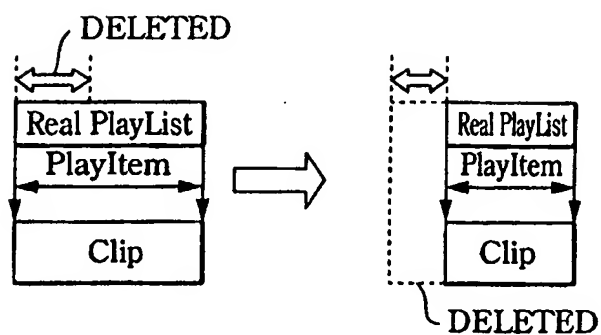 DELETED
Real PlayList
PlayItem
Clip
Real PlayList
PlayItem
Clip
DELETED